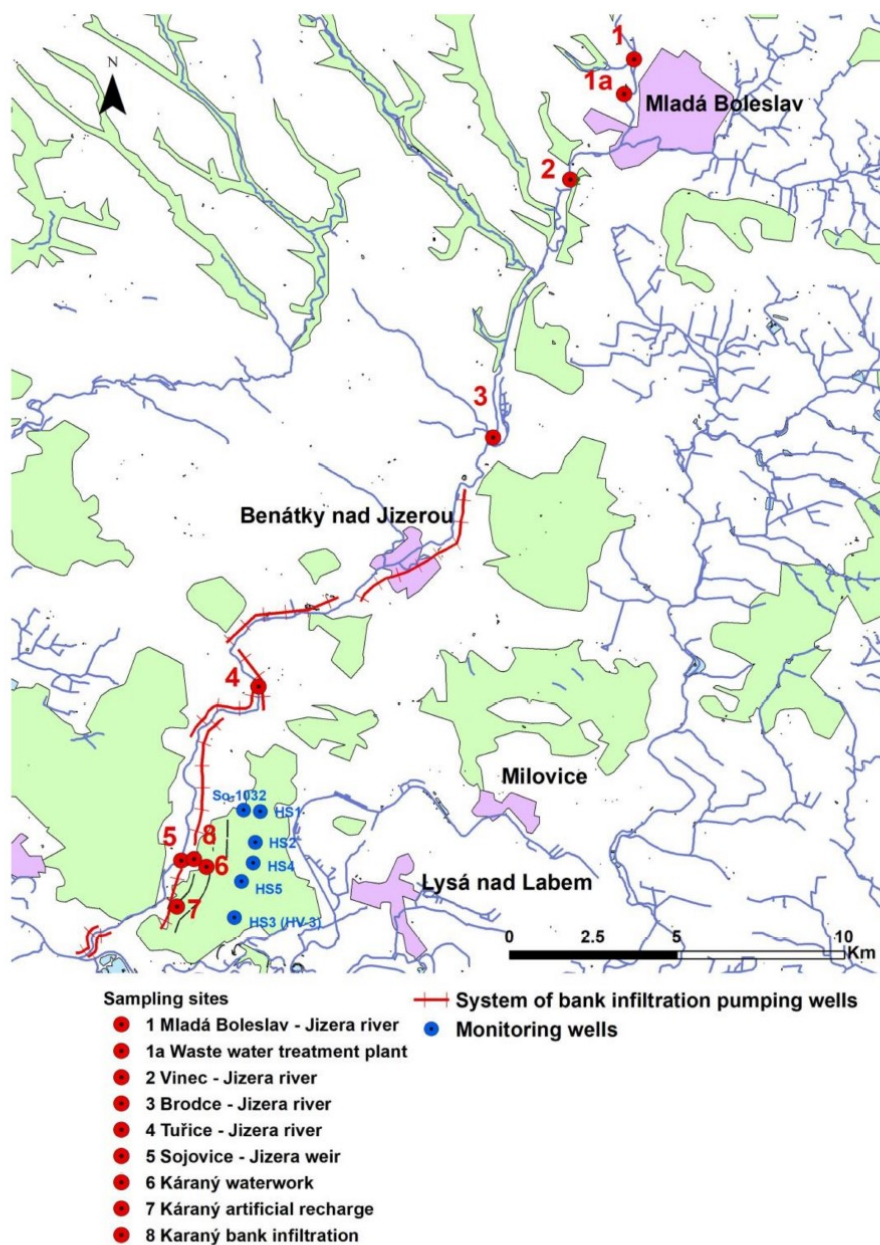 N
1
1a
Mladá Boleslav
2
3
Benátky nad Jizerou
4
Milovice
So-1032
HS1
HS2
5
8
HS4
6
HS5
Lysá nad Labem
7
HS3 (HV-3)
0 2.5 5 10
Km
Sampling sites
1 Mladá Boleslav - Jizera river
1a Waste water treatment plant
2 Vinec - Jizera river
3 Brodce - Jizera river
4 Tuřice - Jizera river
5 Sojovice - Jizera weir
6 Káraný waterwork
7 Káraný artificial recharge
8 Karaný bank infiltration
System of bank infiltration pumping wells
Monitoring wells